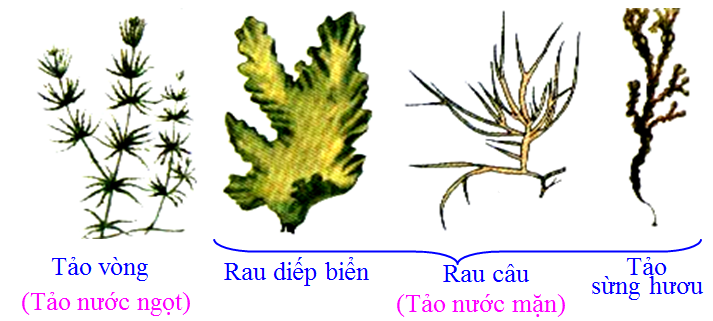 Tảo vòng
(Tảo nước ngọt)
Rau diếp biển
Rau câu
(Tảo nước mặn)
Tảo
sừng hươu